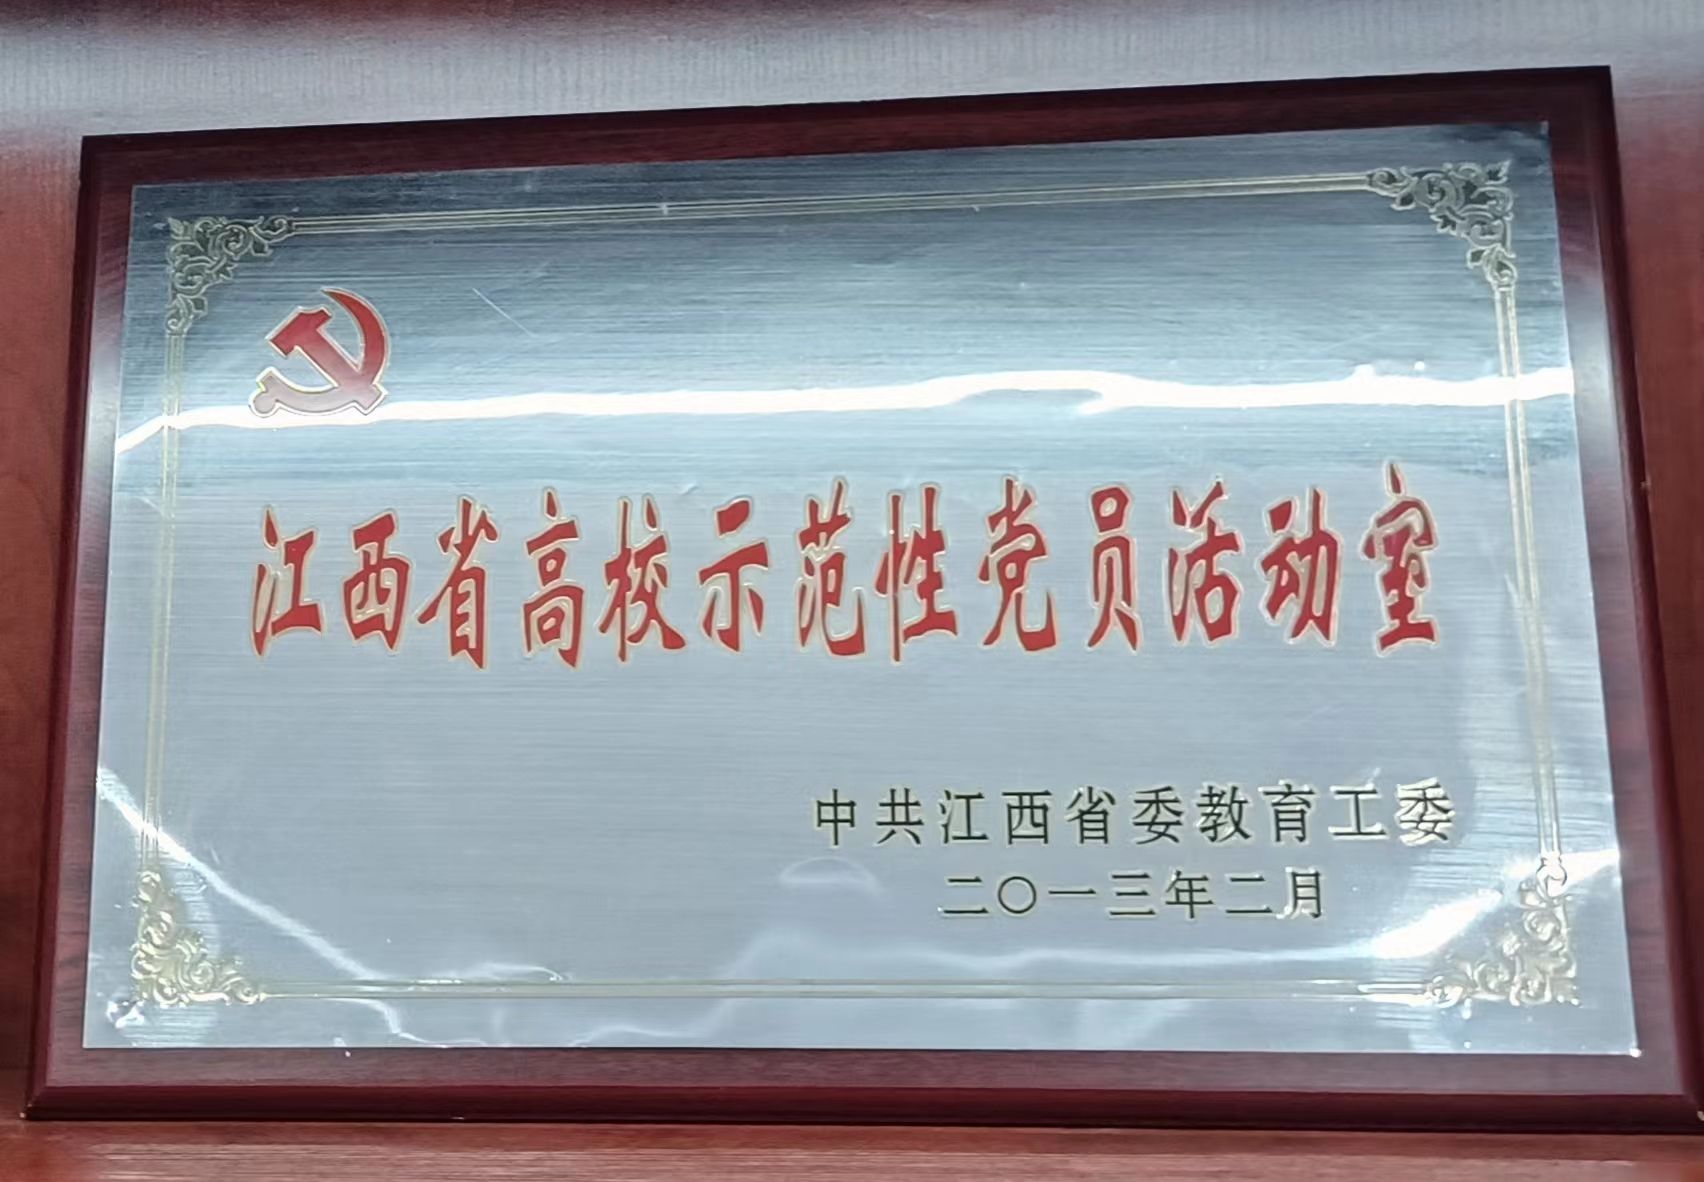 江西省高校示范性党员活动室
中共江西省委教育工委
二〇一三年二月